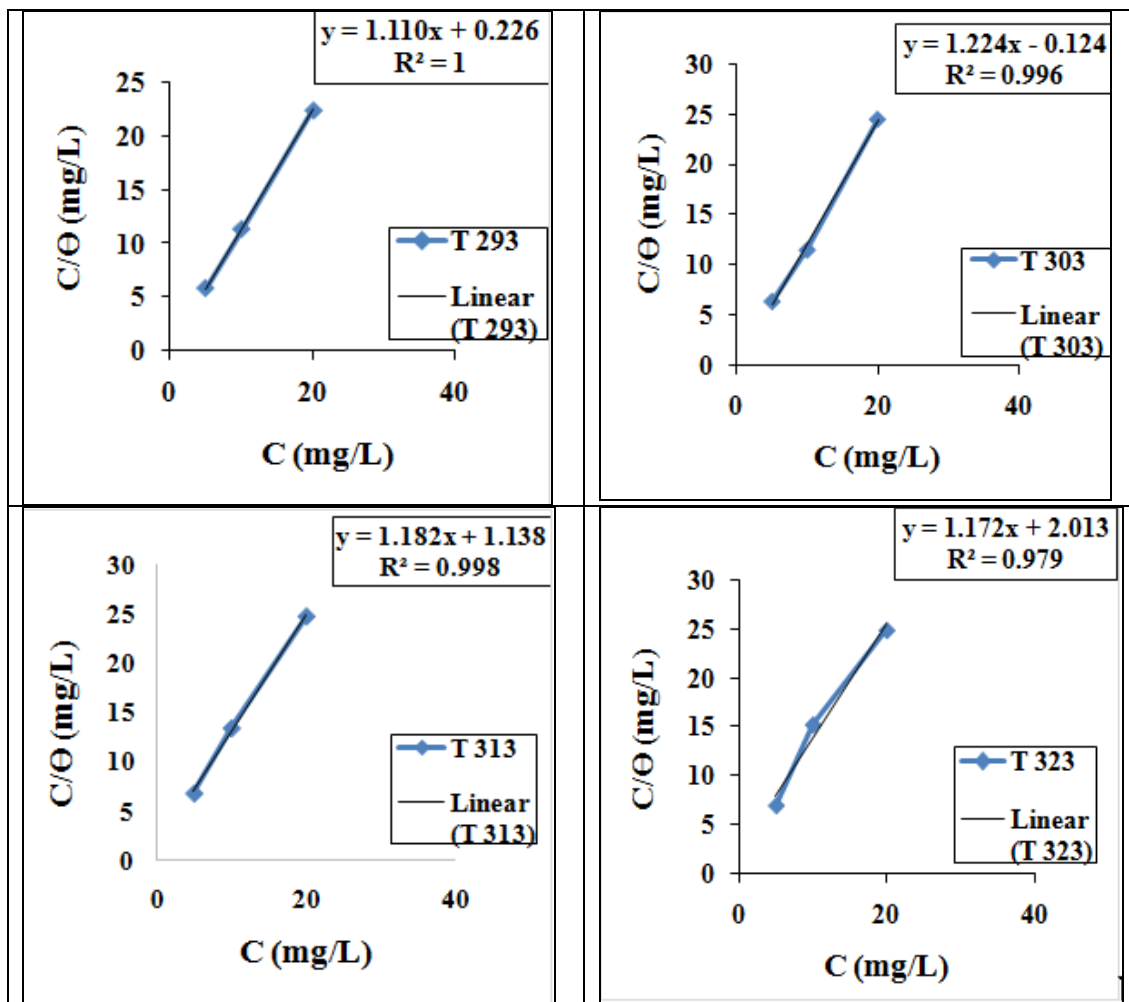 y = 1.110x + 0.226
R² = 1
25
20
15
10
5
0
0
20
40
C/Ө (mg/L)
C (mg/L)
T 293
Linear
(T 293)
y = 1.224x - 0.124
R² = 0.996
30
25
20
15
10
5
0
0
20
40
C/Ө (mg/L)
C (mg/L)
T 303
Linear
(T 303)
y = 1.182x + 1.138
R² = 0.998
30
25
20
15
10
5
0
0
20
40
C/Ө (mg/L)
C (mg/L)
T 313
Linear
(T 313)
y = 1.172x + 2.013
R² = 0.979
30
25
20
15
10
5
0
0
20
40
C/Ө (mg/L)
C (mg/L)
T 323
Linear
(T 323)